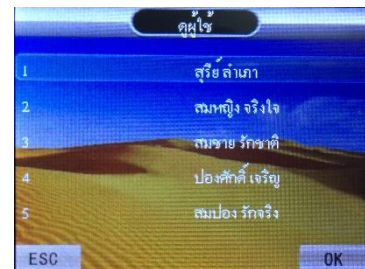 ดูผู้ใช้
1 สุรีย์ ลำเภา
2 สมหญิง จริงใจ
3 สมชาย รักชาติ
4 ปองศักดิ์ เจริญ
5 สมปอง รักจริง
ESC OK